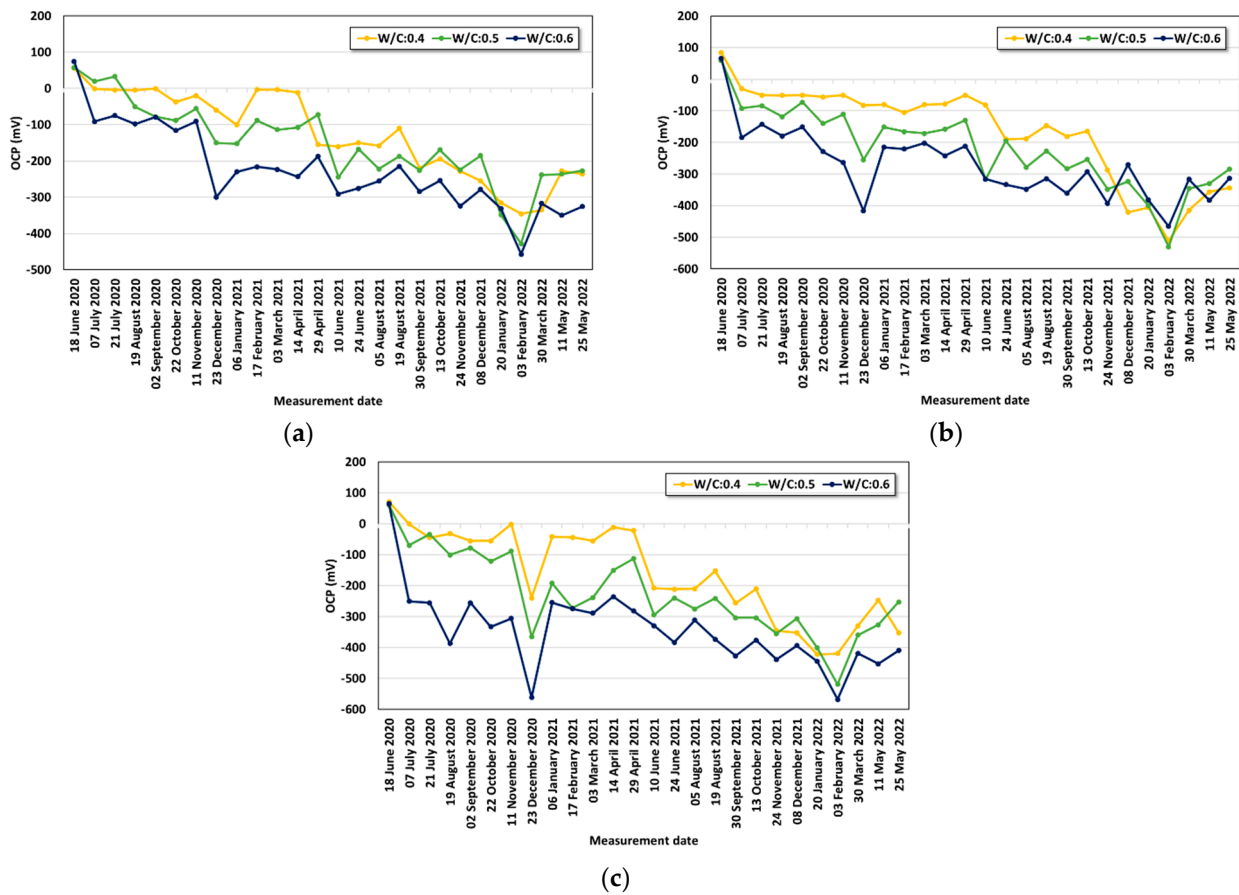 200
100
0
-100
-200
-300
-400
-500
OCP (mV)
W/C:0.4 W/C:0.5 W/C:0.6
18 June 2020
07 July 2020
21 July 2020
19 August 2020
02 September 2020
22 October 2020
11 November 2020
23 December 2020
06 January 2021
17 February 2021
03 March 2021
14 April 2021
29 April 2021
10 June 2021
24 June 2021
05 August 2021
19 August 2021
30 September 2021
13 October 2021
24 November 2021
08 December 2021
20 January 2022
03 February 2022
30 March 2022
11 May 2022
25 May 2022
Measurement date
(a)
200
100
0
-100
-200
-300
-400
-500
-600
OCP (mV)
W/C:0.4 W/C:0.5 W/C:0.6
18 June 2020
07 July 2020
21 July 2020
19 August 2020
02 September 2020
22 October 2020
11 November 2020
23 December 2020
06 January 2021
17 February 2021
03 March 2021
14 April 2021
29 April 2021
10 June 2021
24 June 2021
05 August 2021
19 August 2021
30 September 2021
13 October 2021
24 November 2021
08 December 2021
20 January 2022
03 February 2022
30 March 2022
11 May 2022
25 May 2022
Measurement date
(b)
200
100
0
-100
-200
-300
-400
-500
-600
OCP (mV)
W/C:0.4 W/C:0.5 W/C:0.6
18 June 2020
07 July 2020
21 July 2020
19 August 2020
02 September 2020
22 October 2020
11 November 2020
23 December 2020
06 January 2021
17 February 2021
03 March 2021
14 April 2021
29 April 2021
10 June 2021
24 June 2021
05 August 2021
19 August 2021
30 September 2021
13 October 2021
24 November 2021
08 December 2021
20 January 2022
03 February 2022
30 March 2022
11 May 2022
25 May 2022
Measurement date
(c)